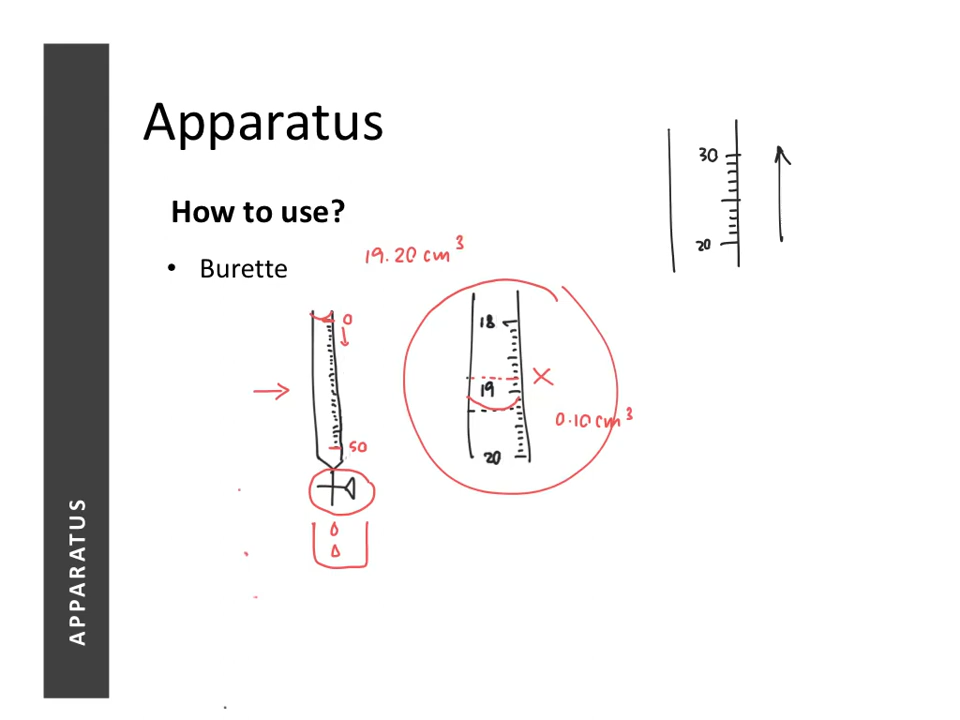 Apparatus
How to use?
• Burette
19.20 cm³
0
50
18
19
20
0.10 cm³
30
20
APPARATUS